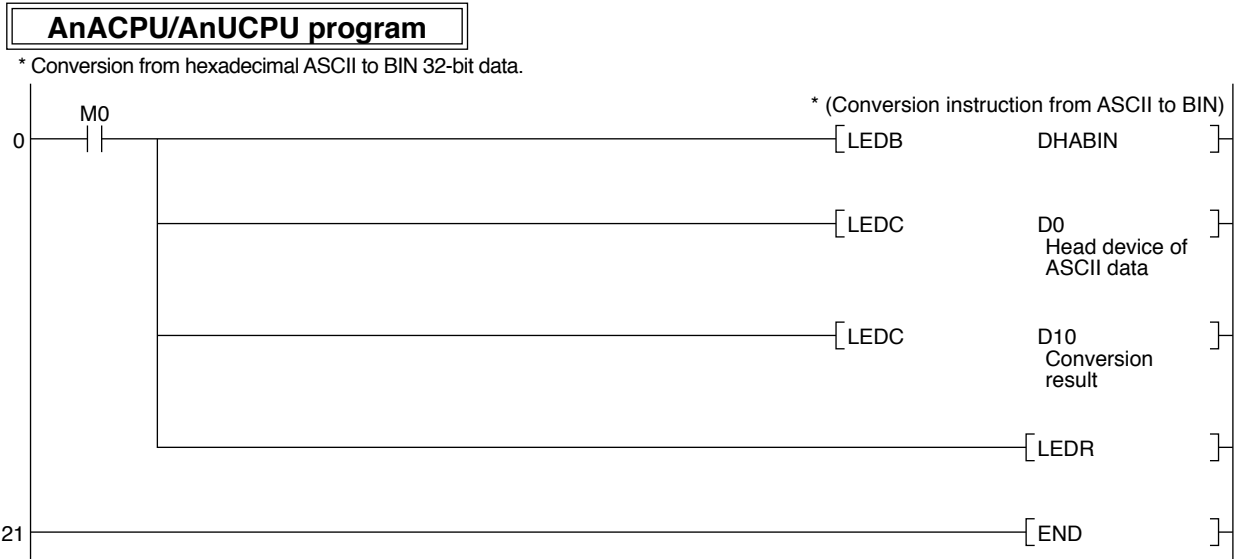 AnACPU/AnUCPU program
* Conversion from hexadecimal ASCII to BIN 32-bit data.
* (Conversion instruction from ASCII to BIN)
M0
0
LEDB DHABIN
LEDC D0
Head device of
ASCII data
LEDC D10
Conversion
result
LEDR
21
END